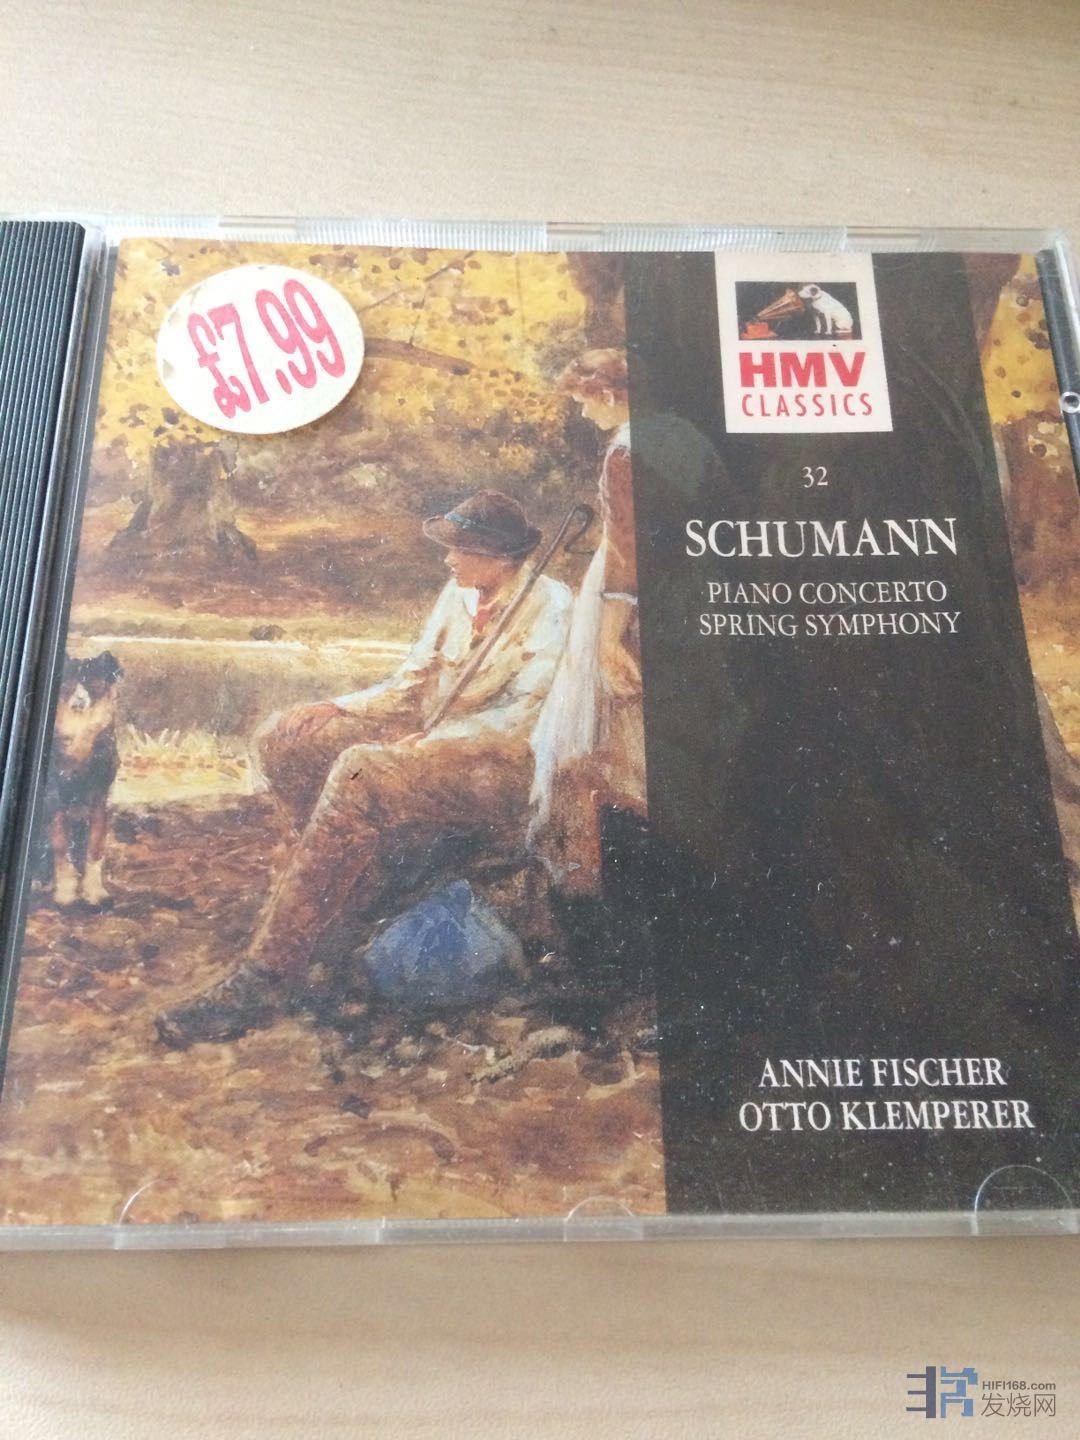 £7.99
HMV
CLASSICS
32
SCHUMANN
PIANO CONCERTO
SPRING SYMPHONY
ANNIE FISCHER
OTTO KLEMPERER
HIFI168.com
发烧网